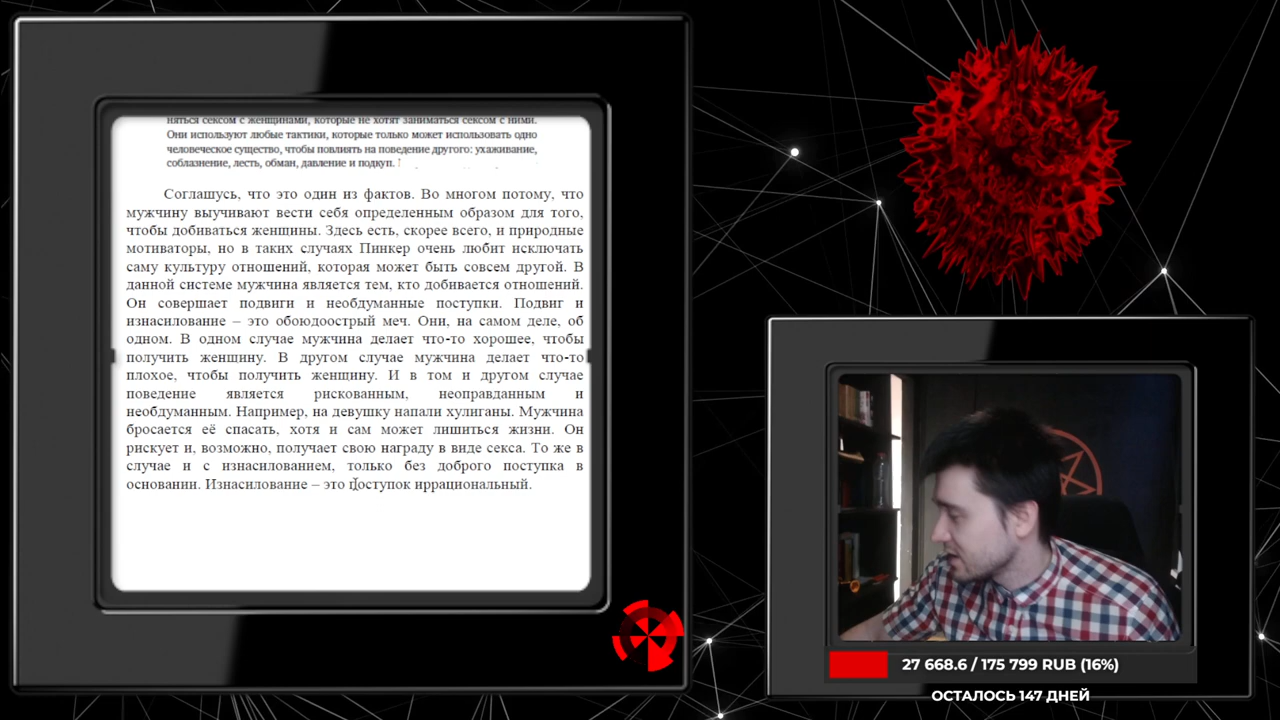 няться сексом с женщинами, которые не хотят заниматься сексом с ними.
Они используют любые тактики, которые только может использовать одно
человеческое существо, чтобы повлиять на поведение другого: ухаживание,
соблазнение, лесть, обман, давление и подкуп.
Соглашусь, что это один из фактов. Во многом потому, что
мужчину выучивают вести себя определенным образом для того,
чтобы добиваться женщины. Здесь есть, скорее всего, и природные
мотиваторы, но в таких случаях Пинкер очень любит исключать
саму культуру отношений, которая может быть совсем другой. В
данной системе мужчина является тем, кто добивается отношений.
Он совершает подвиги и необдуманные поступки. Подвиг и
изнасилование – это обоюдоострый меч. Они, на самом деле, об
одном. В одном случае мужчина делает что-то хорошее, чтобы
получить женщину. В другом случае мужчина делает что-то
плохое, чтобы получить женщину. И в том и другом случае
поведение является рискованным, неоправданным и
необдуманным. Например, на девушку напали хулиганы. Мужчина
бросается её спасать, хотя и сам может лишиться жизни. Он
рискует и, возможно, получает свою награду в виде секса. То же в
случае и с изнасилованием, только без доброго поступка в
основании. Изнасилование – это поступок иррациональный.
27 668.6 / 175 799 RUB (16%)
ОСТАЛОСЬ 147 ДНЕЙ